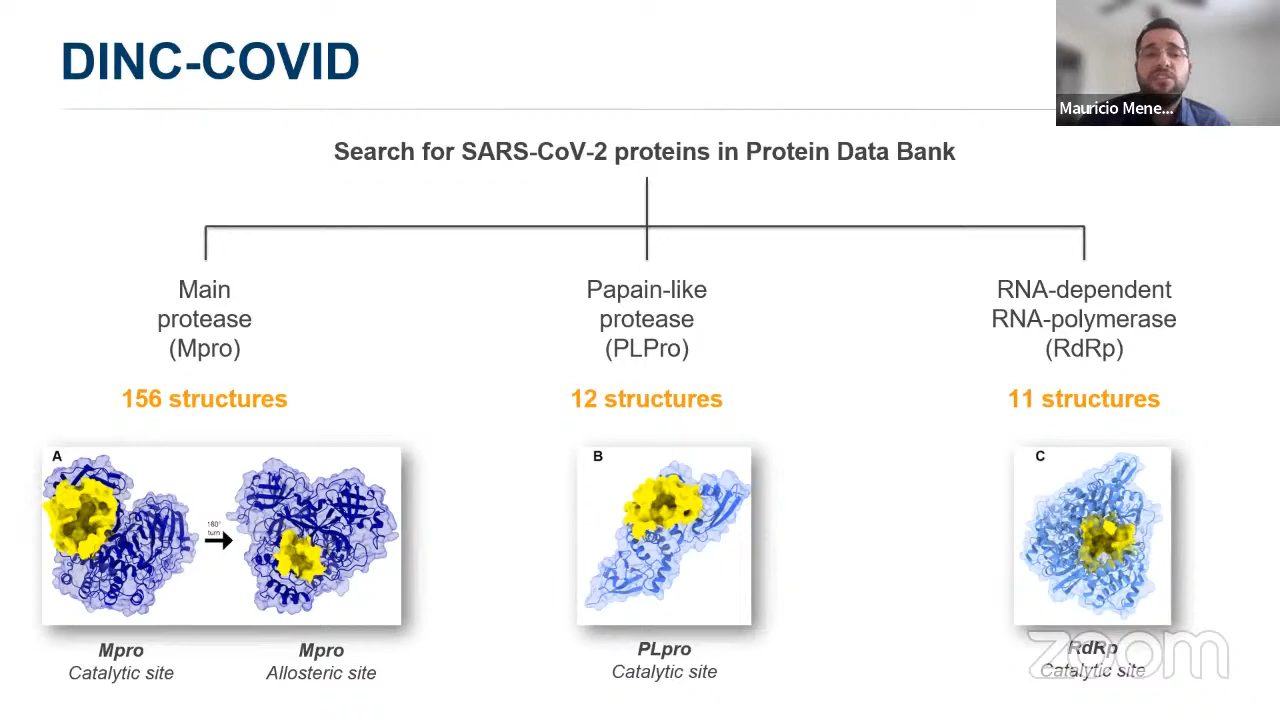 DINC-COVID
Mauricio Mene...
Search for SARS-CoV-2 proteins in Protein Data Bank
Main
protease
(Mpro)
156 structures
Papain-like
protease
(PLPro)
12 structures
RNA-dependent
RNA-polymerase
(RdRp)
11 structures
A
180°
turn
B
C
Mpro
Catalytic site
Mpro
Allosteric site
PLpro
Catalytic site
RdRp
Catalytic site
zoom